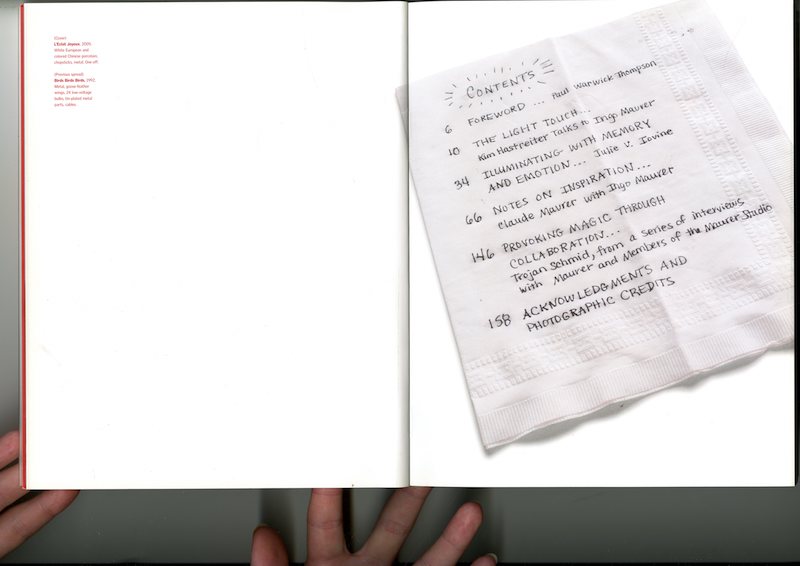 (Cover)
L'Eclat Joyeux, 2005.
White European and
colored Chinese porcelain,
chopsticks, metal. One-off.
(Previous spread)
Birds Birds Birds, 1992.
Metal, goose-feather
wings, 24 low-voltage
bulbs, tin-plated metal
parts, cables
CONTENTS
6 FOREWORD ... Paul Warwick Thompson
10 THE LIGHT TOUCH...
Kim Hastreiter Talks to Ingo Maurer
34 ILLUMINATING WITH MEMORY
AND EMOTION... Julie V. Iovine
66 NOTES ON INSPIRATION...
Claude Maurer with Ingo Maurer
146 PROVOKING MAGIC THROUGH
COLLABORATION...
Trojan Schmid, from a series of interviews
with Maurer and Members of the Maurer Studio
158 ACKNOWLEDGMENTS AND
PHOTOGRAPHIC CREDITS